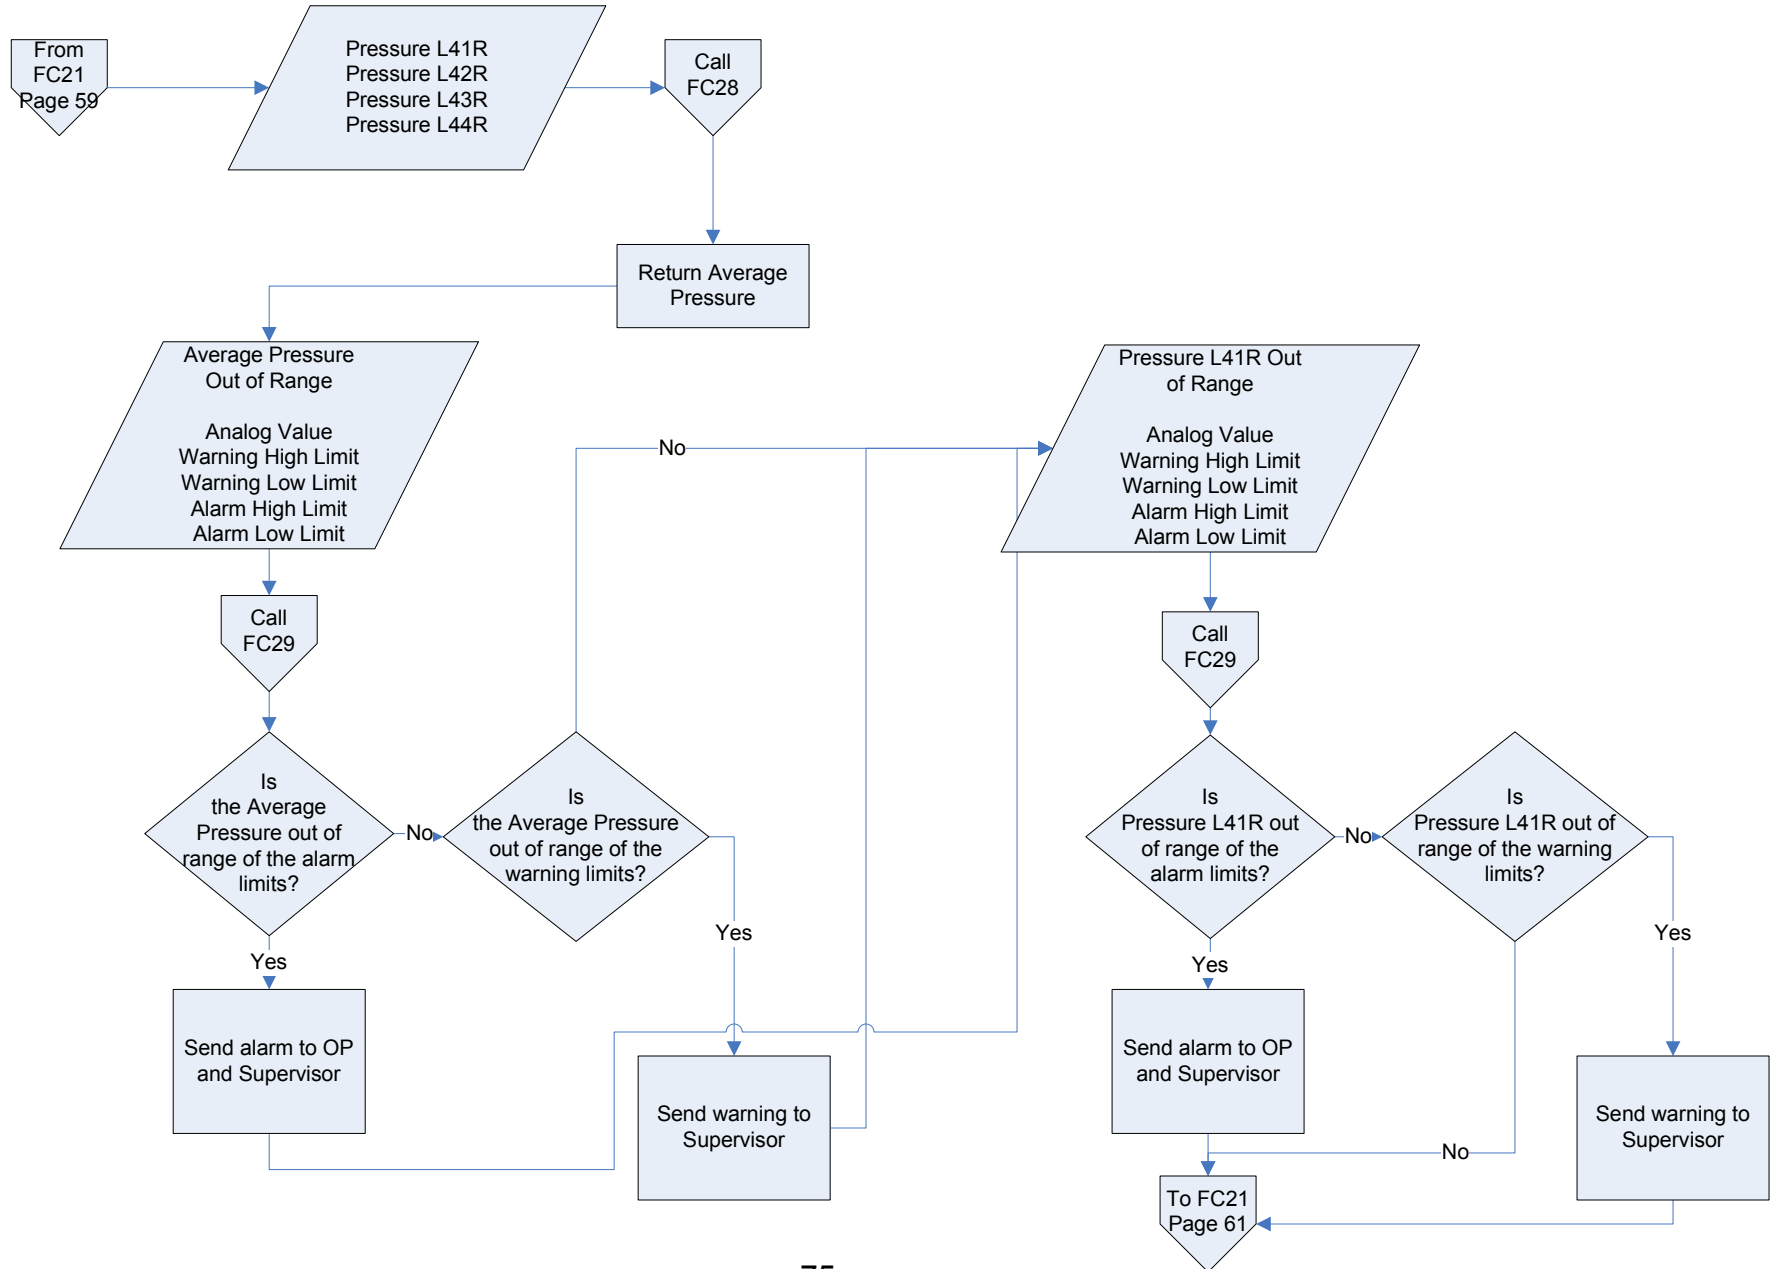 From
FC21
Page 59
Pressure L41R
Pressure L42R
Pressure L43R
Pressure L44R
Call
FC28
Return Average
Pressure
Average Pressure
Out of Range
Analog Value
Warning High Limit
Warning Low Limit
Alarm High Limit
Alarm Low Limit
Call
FC29
Is
the Average
Pressure out of
range of the alarm
limits?
No
Is
the Average Pressure
out of range of the
warning limits?
No
Yes
Yes
Send alarm to OP
and Supervisor
Send warning to
Supervisor
Pressure L41R Out
of Range
Analog Value
Warning High Limit
Warning Low Limit
Alarm High Limit
Alarm Low Limit
Call
FC29
Is
Pressure L41R out
of range of the
alarm limits?
No
Is
Pressure L41R out of
range of the warning
limits?
Yes
Yes
Send alarm to OP
and Supervisor
No
Send warning to
Supervisor
To FC21
Page 61
75